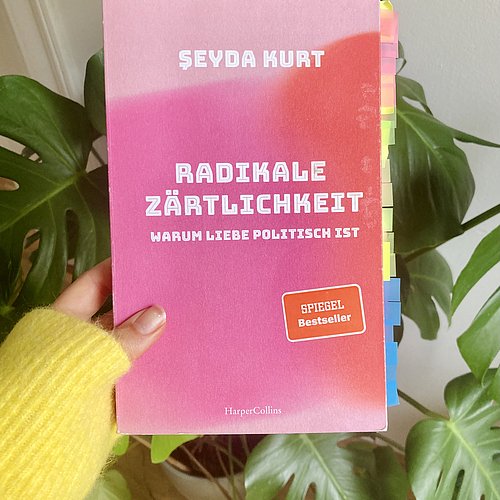 ŞEYDA KURT
RADIKALE
ZÄRTLICHKEIT
WARUM LIEBE POLITISCH IST
SPIEGEL
Bestseller
HarperCollins